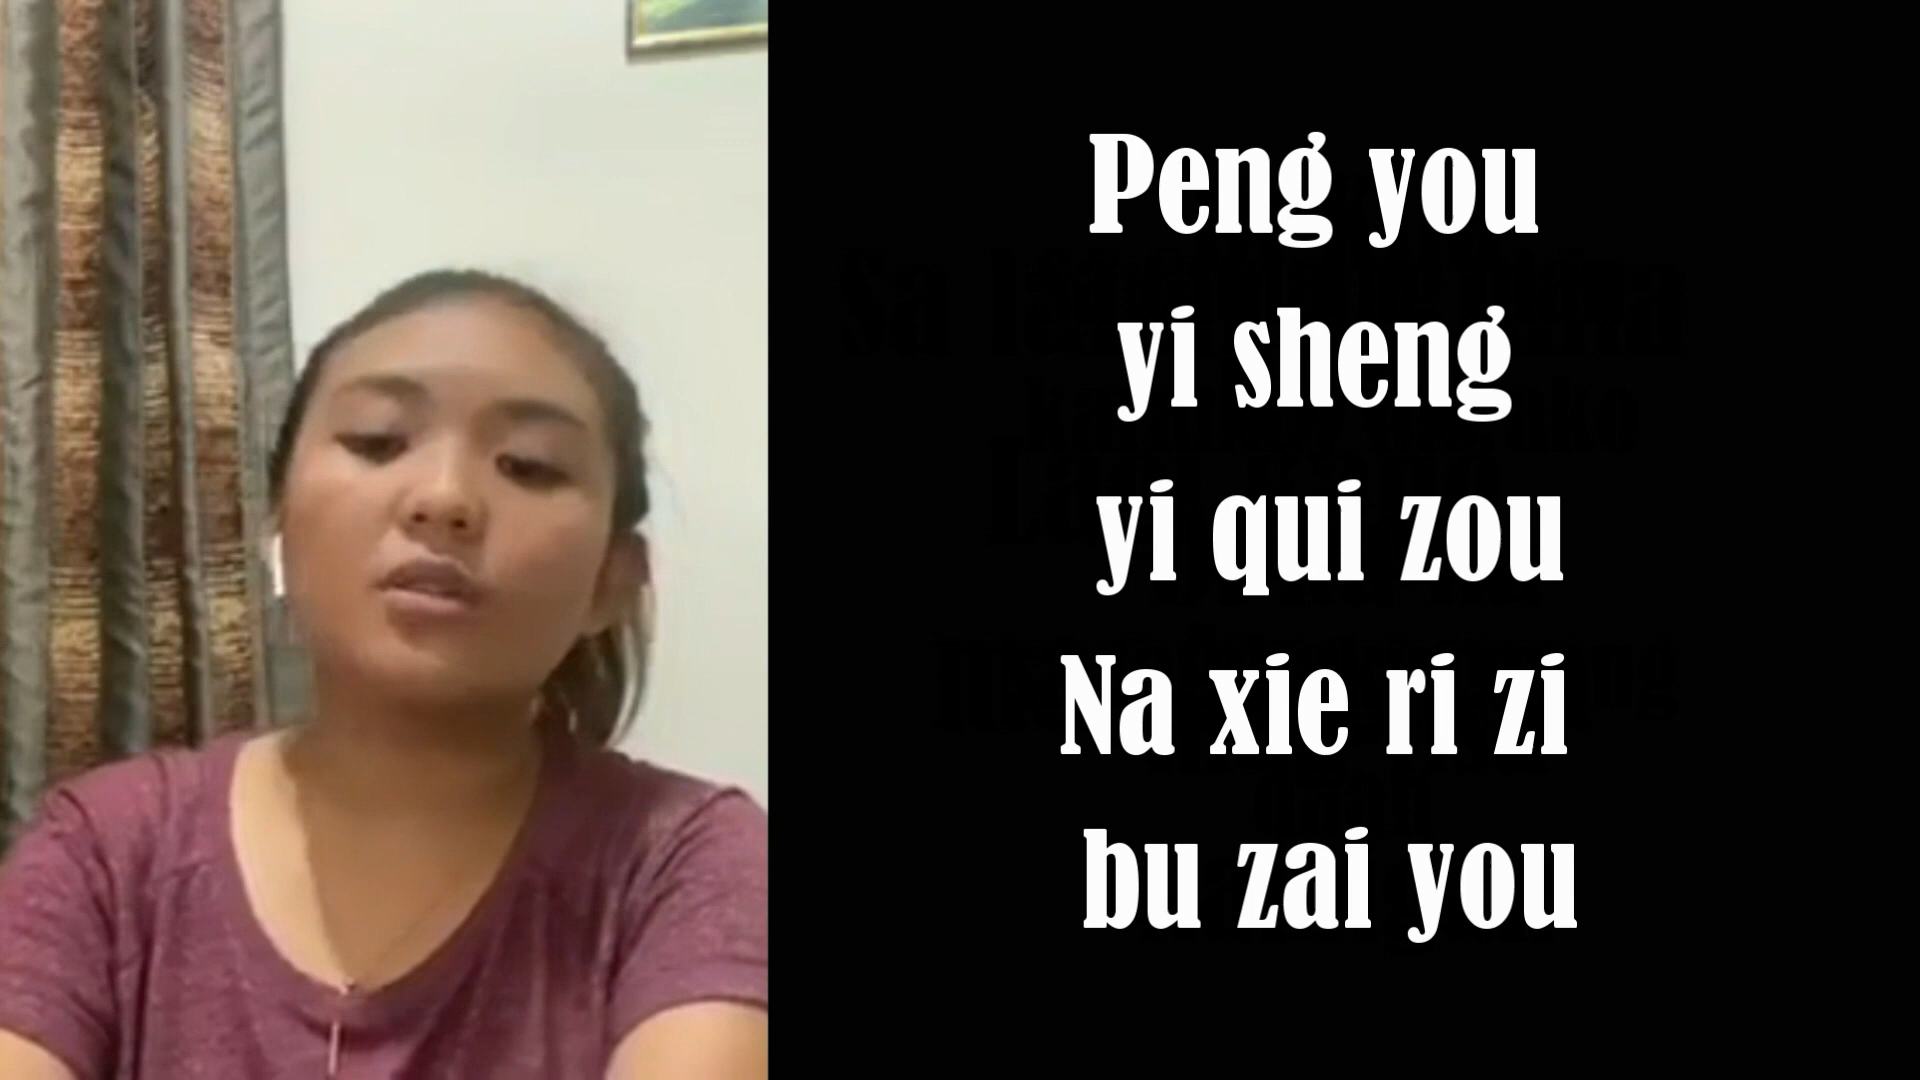 Peng you
yi sheng
yi qui zou
Na xie ri zi
bu zai you